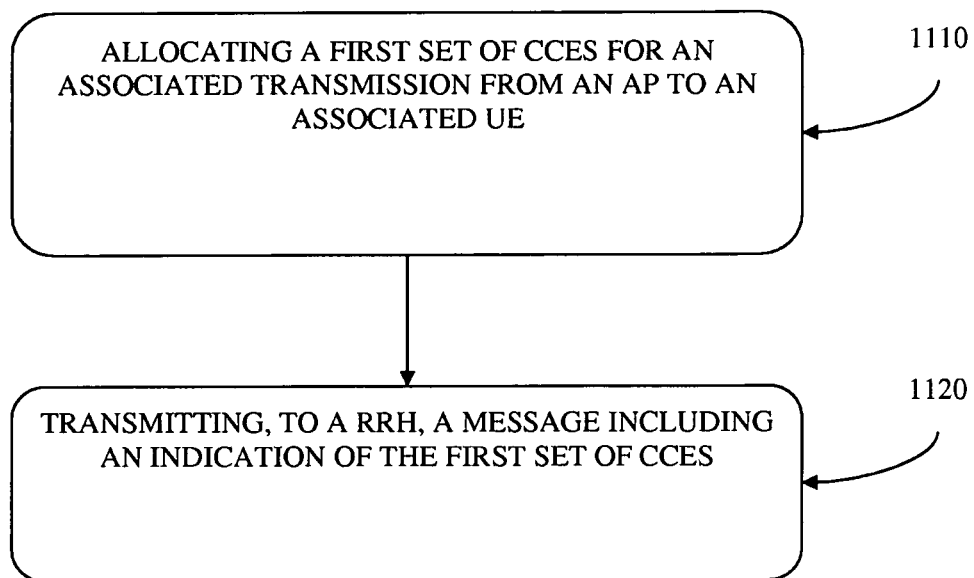 ALLOCATING A FIRST SET OF CCES FOR AN
ASSOCIATED TRANSMISSION FROM AN AP TO AN
ASSOCIATED UE
1110
TRANSMITTING, TO A RRH, A MESSAGE INCLUDING
AN INDICATION OF THE FIRST SET OF CCES
1120